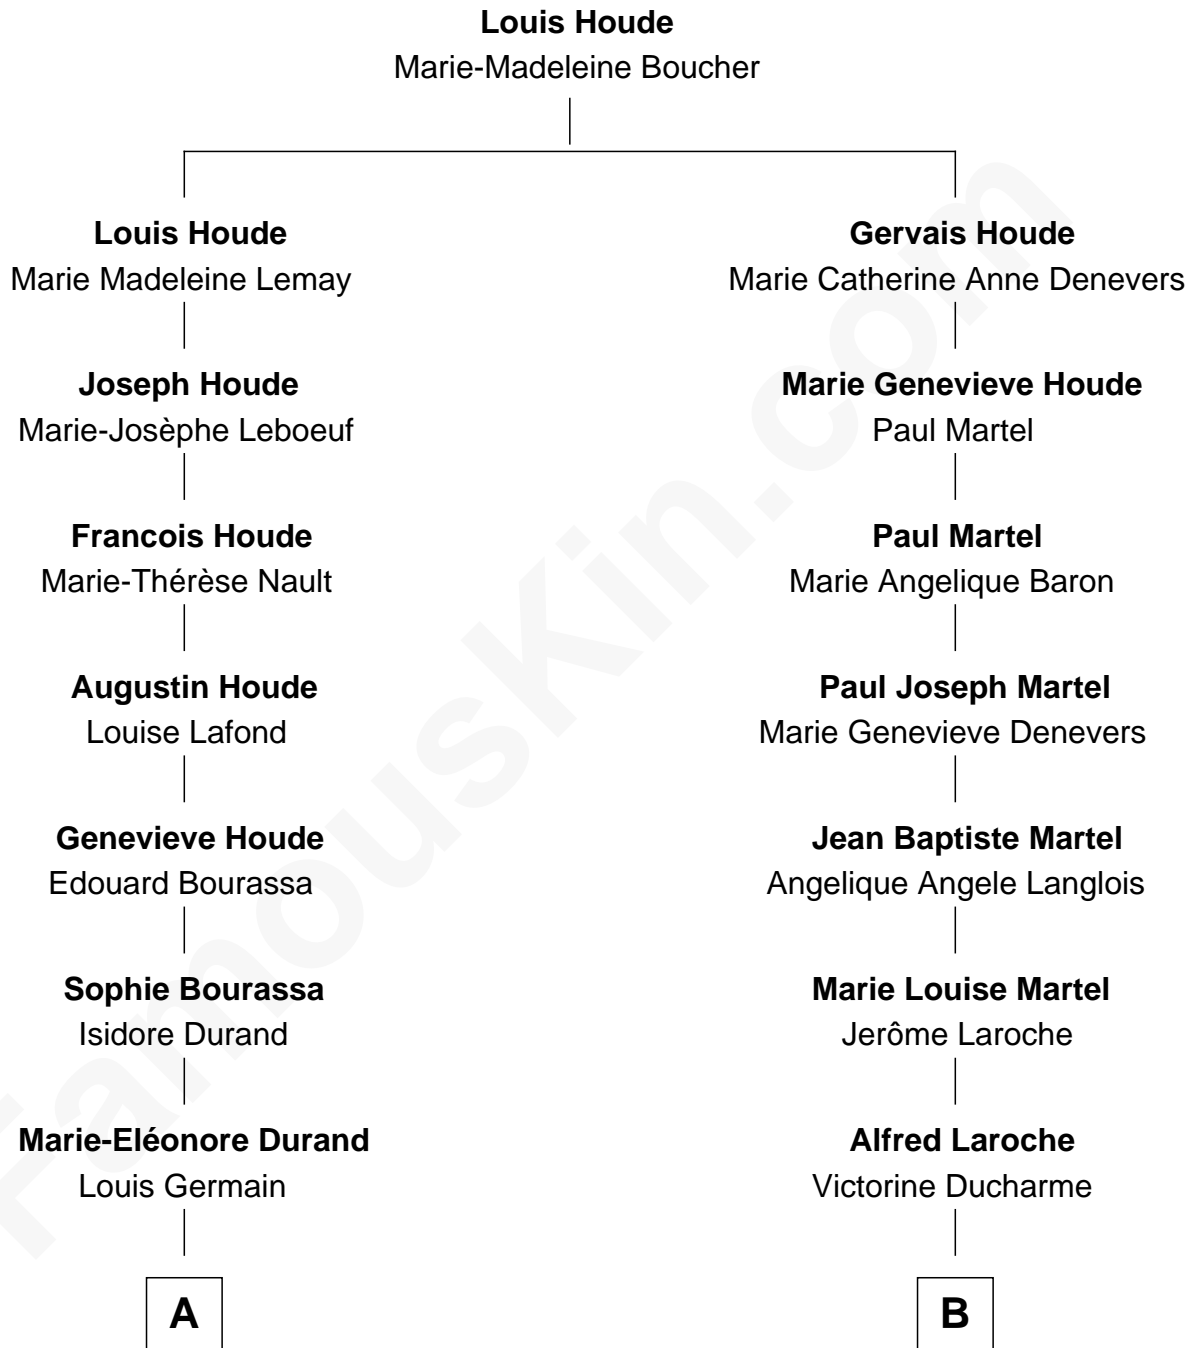 Louis Houde
Marie-Madeleine Boucher
Louis Houde
Marie Madeleine Lemay
Joseph Houde
Marie-Josèphe Leboeuf
Francois Houde
Marie-Thérèse Nault
Augustin Houde
Louise Lafond
Genevieve Houde
Edouard Bourassa
Sophie Bourassa
Isidore Durand
Marie-Eléonore Durand
Louis Germain
A
Gervais Houde
Marie Catherine Anne Denevers
Marie Genevieve Houde
Paul Martel
Paul Martel
Marie Angelique Baron
Paul Joseph Martel
Marie Genevieve Denevers
Jean Baptiste Martel
Angelique Angele Langlois
Marie Louise Martel
Jerôme Laroche
Alfred Laroche
Victorine Ducharme
B
FamousKin.com